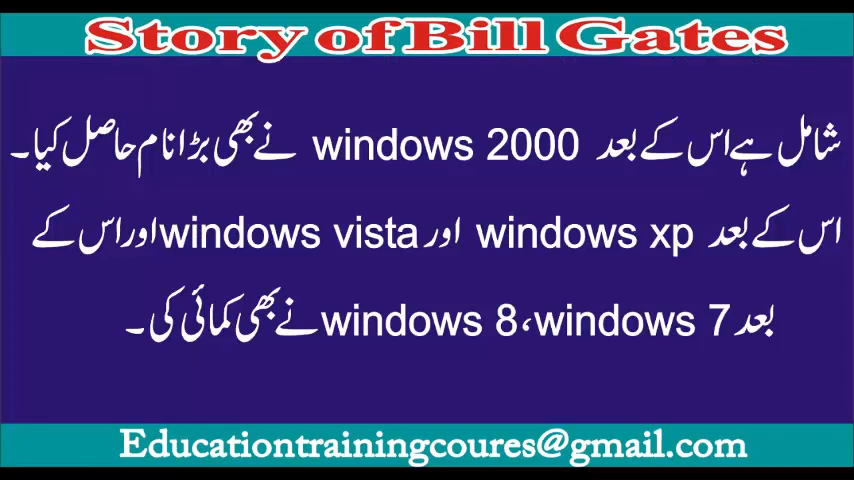 Story of Bill Gates
شامل ہے اس کے بعد windows 2000 نے بھی بڑا نام حاصل کیا۔
اس کے بعد windows xp اور windows vista اور اس کے
بعد windows 7، windows 8 نے بھی کمائی کی۔
Educationtrainingcoures@gmail.com